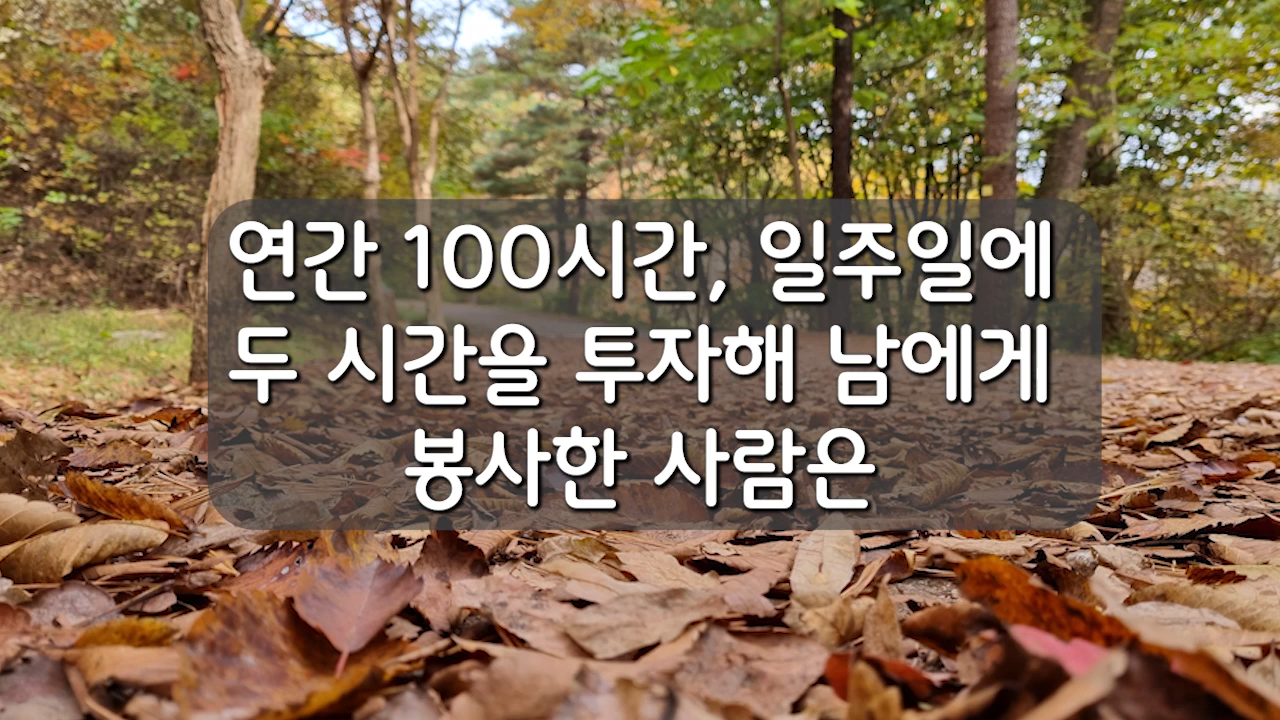 연간 100시간, 일주일에
두 시간을 투자해 남에게
봉사한 사람은